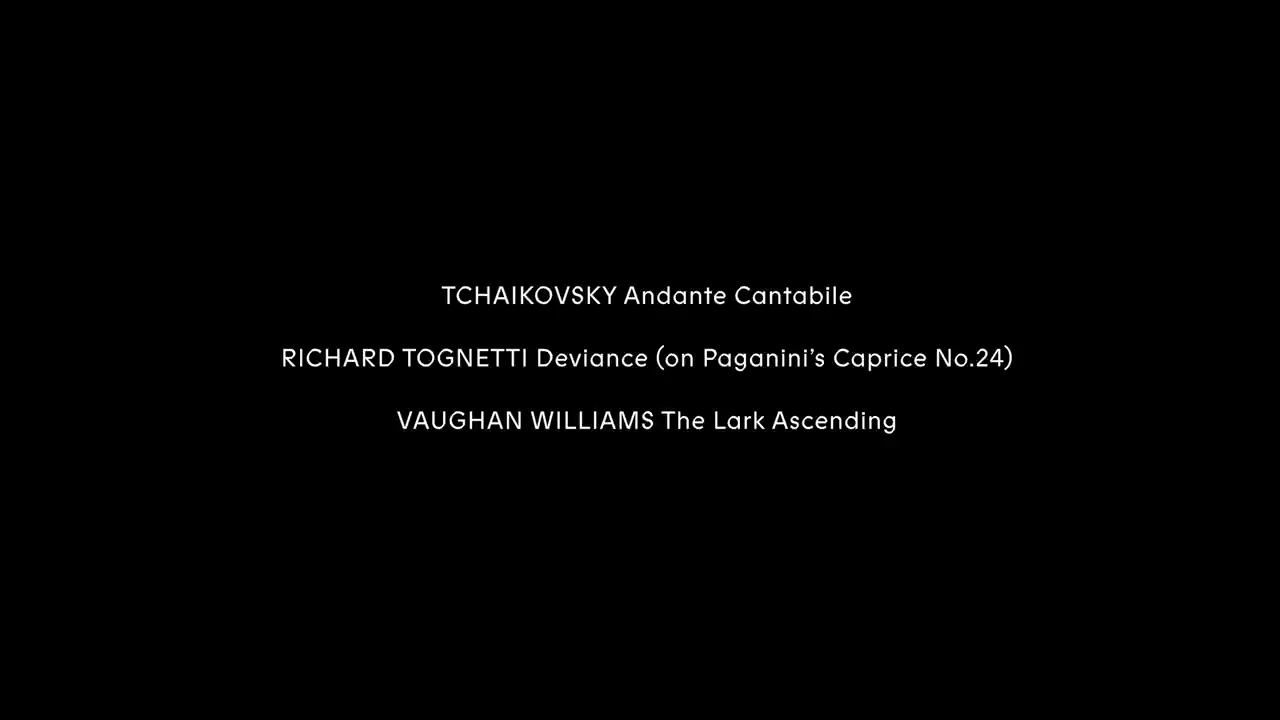 TCHAIKOVSKY Andante Cantabile
RICHARD TOGNETTI Deviance (on Paganini’s Caprice No.24)
VAUGHAN WILLIAMS The Lark Ascending